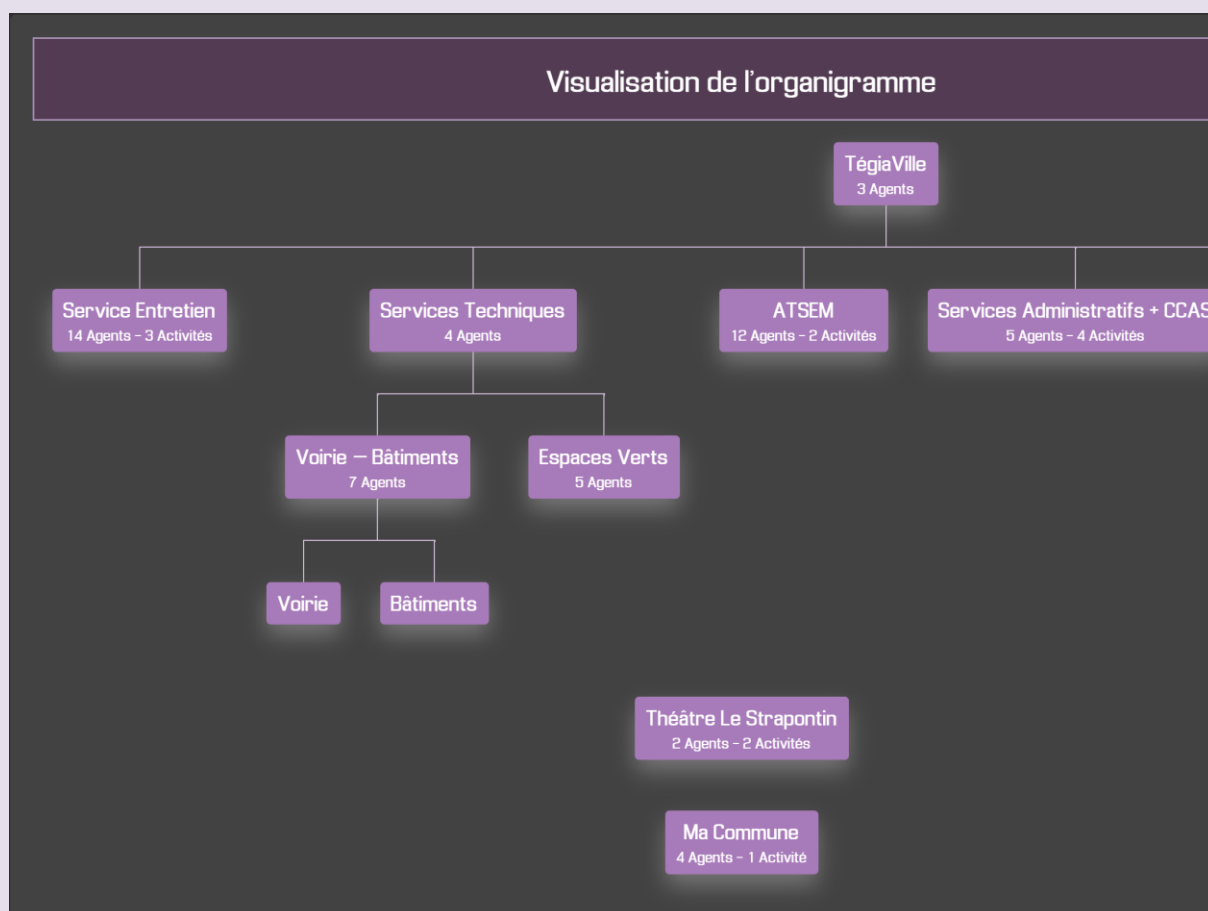 Visualisation de l'organigramme
TégiaVille
3 Agents
Service Entretien
14 Agents - 3 Activités
Services Techniques
4 Agents
ATSEM
12 Agents - 2 Activités
Services Administratifs + CCAS
5 Agents - 4 Activités
Voirie — Bâtiments
7 Agents
Espaces Verts
5 Agents
Voirie
Bâtiments
Théâtre Le Strapontin
2 Agents - 2 Activités
Ma Commune
4 Agents - 1 Activité